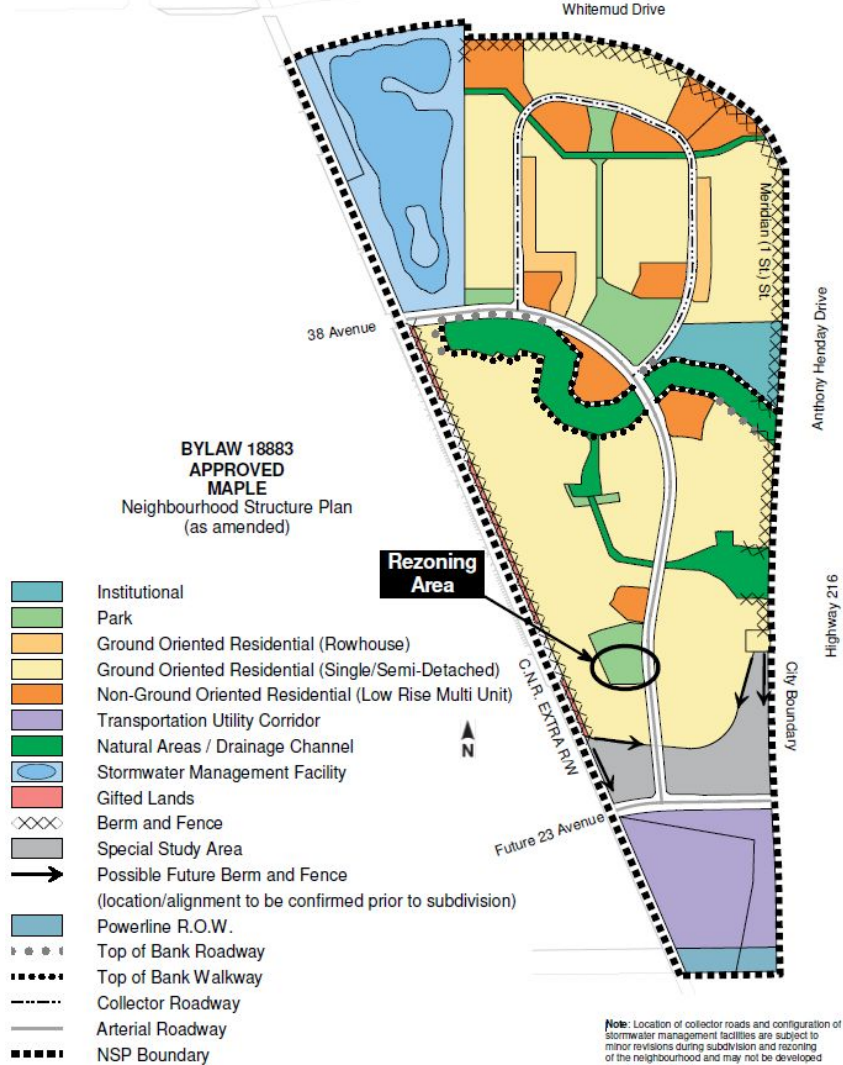 Whitemud Drive
Meridian (1 St.) St.
38 Avenue
Anthony Henday Drive
BYLAW 18883
APPROVED
MAPLE
Neighbourhood Structure Plan
(as amended)
Rezoning
Area
Highway 216
C.N.R. EXTRA R/W
City Boundary
N
Future 23 Avenue
Institutional
Park
Ground Oriented Residential (Rowhouse)
Ground Oriented Residential (Single/Semi-Detached)
Non-Ground Oriented Residential (Low Rise Multi Unit)
Transportation Utility Corridor
Natural Areas / Drainage Channel
Stormwater Management Facility
Gifted Lands
Berm and Fence
Special Study Area
Possible Future Berm and Fence
(location/alignment to be confirmed prior to subdivision)
Powerline R.O.W.
Top of Bank Roadway
Top of Bank Walkway
Collector Roadway
Arterial Roadway
NSP Boundary
Note: Location of collector roads and configuration of
stormwater management facilities are subject to
minor revisions during subdivision and rezoning
of the neighbourhood and may not be developed